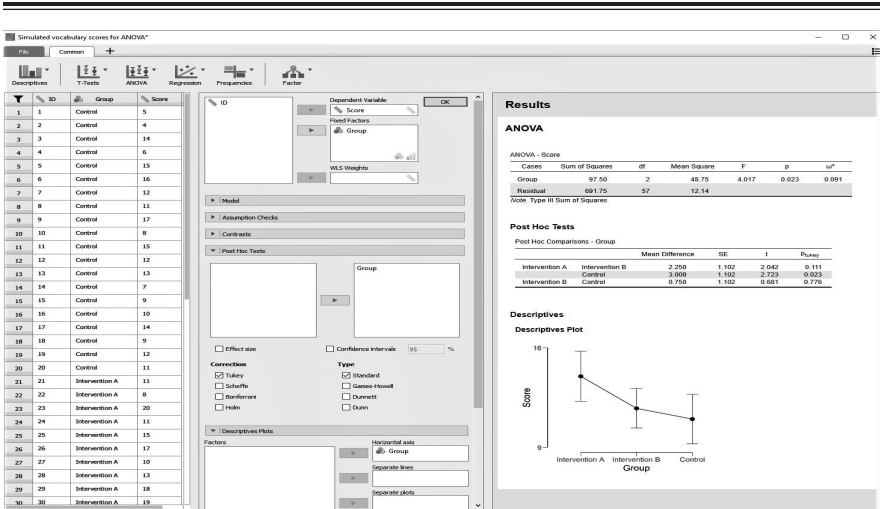 Simulated vocabulary scores for ANOVA*
File Common +
Descriptives T-Tests ANOVA Regression Frequencies Factor
ID Group Score
1 1 Control 5
2 2 Control 4
3 3 Control 14
4 4 Control 6
5 5 Control 15
6 6 Control 16
7 7 Control 12
8 8 Control 11
9 9 Control 17
10 10 Control 8
11 11 Control 15
12 12 Control 12
13 13 Control 13
14 14 Control 7
15 15 Control 9
16 16 Control 10
17 17 Control 14
18 18 Control 9
19 19 Control 12
20 20 Control 11
21 21 Intervention A 11
22 22 Intervention A 8
23 23 Intervention A 20
24 24 Intervention A 11
25 25 Intervention A 15
26 26 Intervention A 17
27 27 Intervention A 10
28 28 Intervention A 13
29 29 Intervention A 18
30 30 Intervention A 19
ID
Dependent Variable
OK
Score
Fixed Factors
Group
WLS Weights
Model
Assumption Checks
Contrasts
Post Hoc Tests
Group
Effect size
Confidence intervals 95 %
Correction
Type
Tukey
Standard
Scheffe
Games-Howell
Bonferroni
Dunnett
Holm
Dunn
Descriptives Plots
Factors
Horizontal axis
Group
Separate lines
Separate plots
Results
ANOVA
ANOVA - Score
Cases Sum of Squares df Mean Square F p ω²
Group 97.50 2 48.75 4.017 0.023 0.091
Residual 691.75 57 12.14
Note. Type III Sum of Squares
Post Hoc Tests
Post Hoc Comparisons - Group
Mean Difference SE t Ptukey
Intervention A Intervention B 2.250 1.102 2.042 0.111
Control 3.000 1.102 2.723 0.023
Intervention B Control 0.750 1.102 0.681 0.776
Descriptives
Descriptives Plot
16
Score
9
Intervention A Intervention B Control
Group